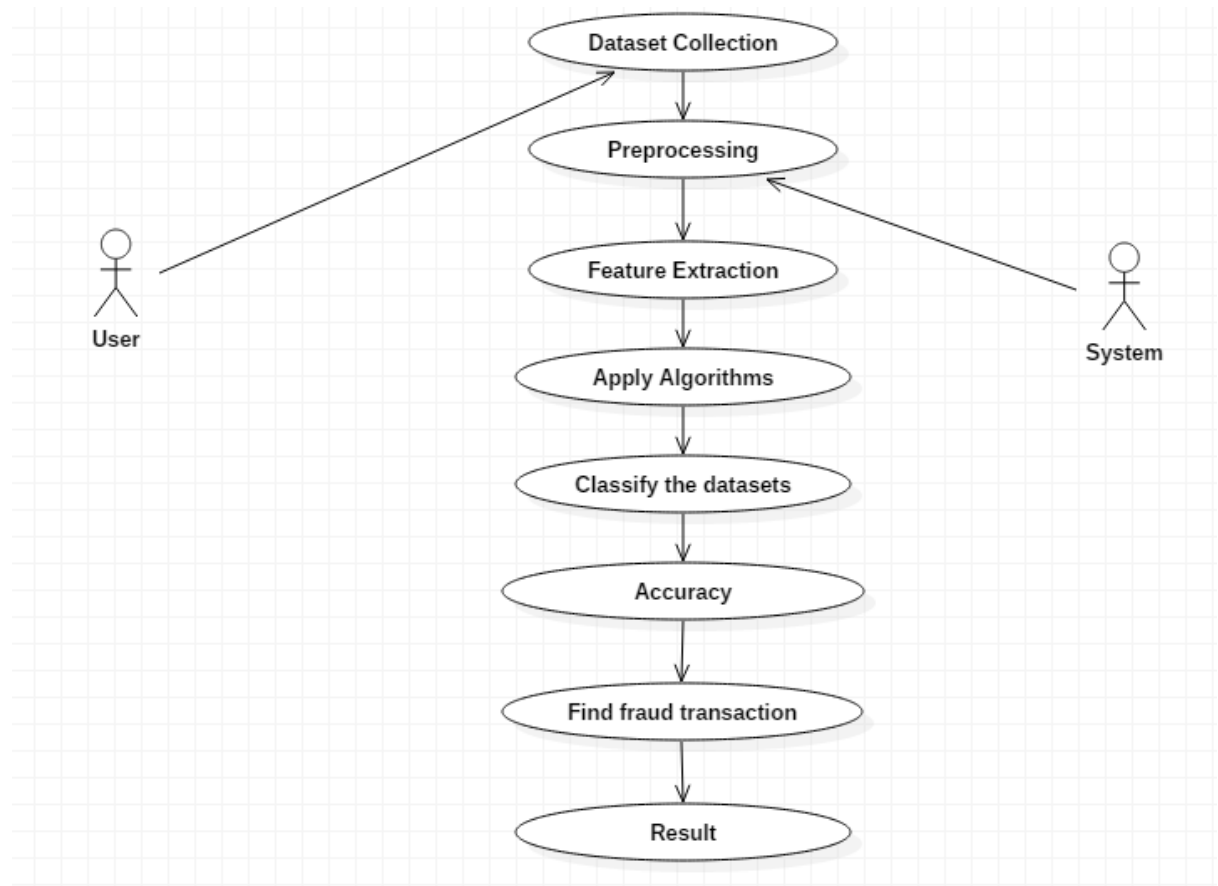 Dataset Collection
Preprocessing
Feature Extraction
User
System
Apply Algorithms
Classify the datasets
Accuracy
Find fraud transaction
Result